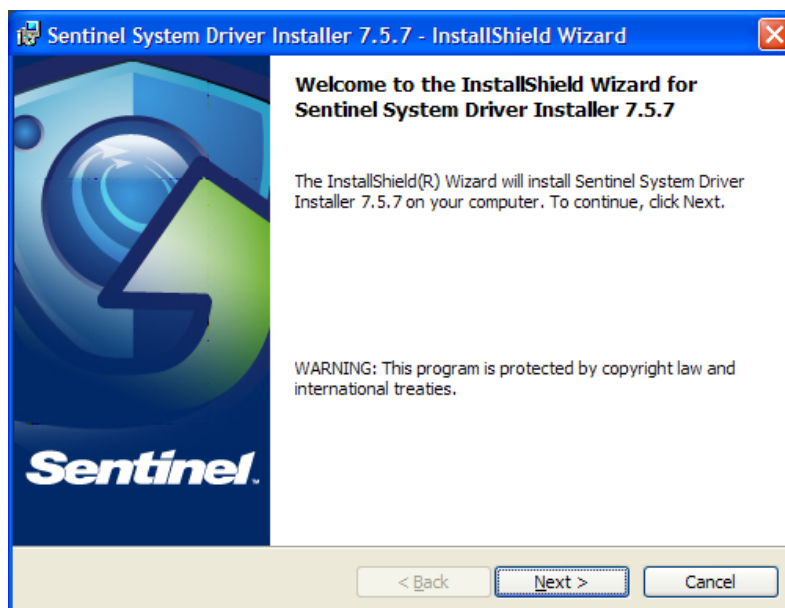 Sentinel System Driver Installer 7.5.7 - InstallShield Wizard
Welcome to the InstallShield Wizard for
Sentinel System Driver Installer 7.5.7
The InstallShield(R) Wizard will install Sentinel System Driver
Installer 7.5.7 on your computer. To continue, click Next.
WARNING: This program is protected by copyright law and
international treaties.
Sentinel™
< Back
Next >
Cancel